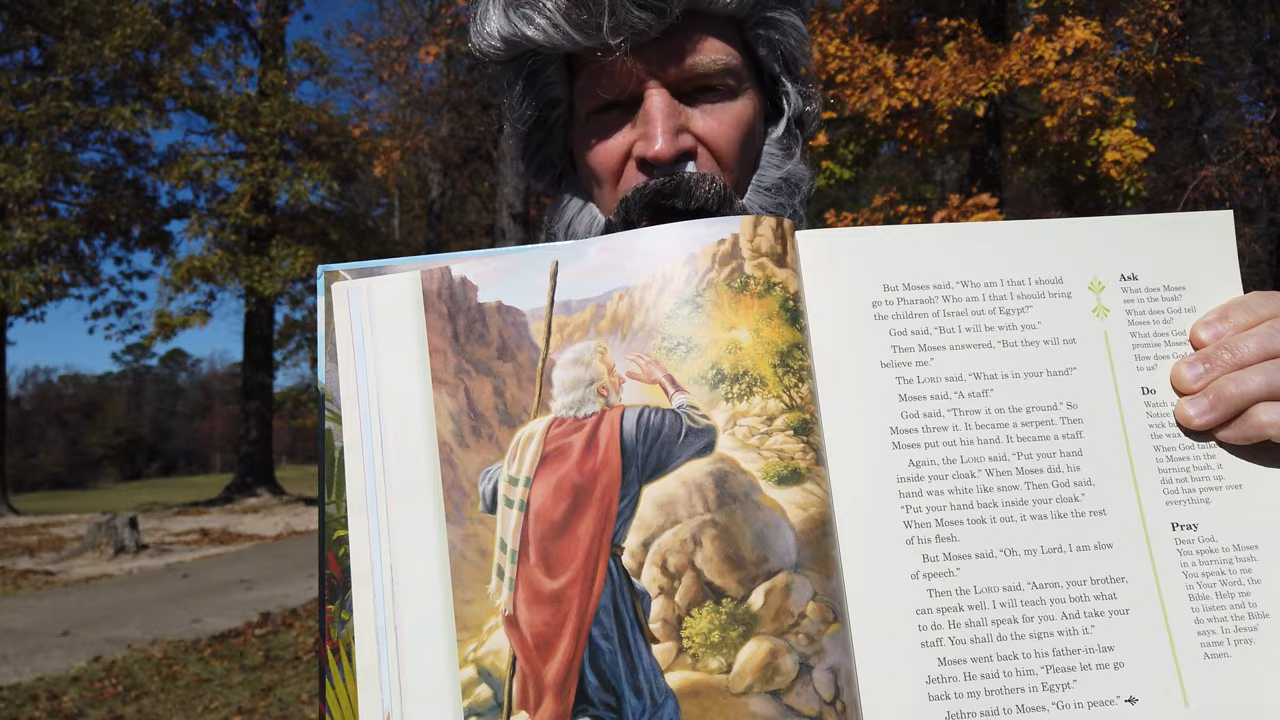 But Moses said, “Who am I that I should
go to Pharaoh? Who am I that I should bring
the children of Israel out of Egypt?”
God said, “But I will be with you.”
Then Moses answered, “But they will not
believe me.”
The LORD said, “What is in your hand?”
Moses said, “A staff.”
God said, “Throw it on the ground.” So
Moses threw it. It became a serpent. Then
Moses put out his hand. It became a staff.
Again, the LORD said, “Put your hand
inside your cloak.” When Moses did, his
hand was white like snow. Then God said,
“Put your hand back inside your cloak.”
When Moses took it out, it was like the rest
of his flesh.
But Moses said, “Oh, my Lord, I am slow
of speech.”
Then the LORD said, “Aaron, your brother,
can speak well. I will teach you both what
to do. He shall speak for you. And take your
staff. You shall do the signs with it.”
Moses went back to his father-in-law
Jethro. He said to him, “Please let me go
back to my brothers in Egypt.”
Jethro said to Moses, “Go in peace.”
Ask
What does Moses
see in the bush?
What does God tell
Moses to do?
What does God
promise Moses?
How does God
to us?
Do
Watch a
Notice
wick bu
the wax
When God talke
to Moses in the
burning bush, it
did not burn up.
God has power over
everything.
Pray
Dear God,
You spoke to Moses
in a burning bush.
You speak to me
in Your Word, the
Bible. Help me
to listen and to
do what the Bible
says. In Jesus'
name I pray.
Amen.